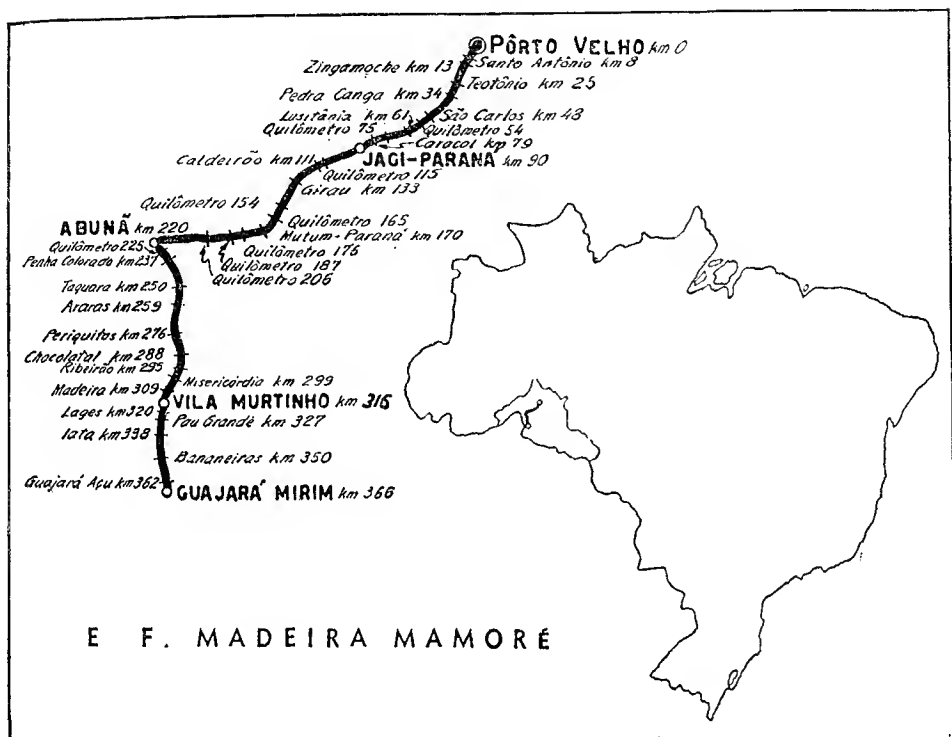 PÔRTO VELHO km 0
Zingamoche km 13
Santo Antônio km 8
Teotônio km 25
Pedra Canga km 34
São Carlos km 43
Lusitânia km 61
Quilômetro 54
Quilômetro 75
Caracol km 79
JACI-PARANÁ km 90
Caldeirão km 111
Quilômetro 115
Girau km 133
Quilômetro 154
Quilômetro 165
ABUNÃ km 220
Mutum-Paraná km 170
Quilômetro 225
Quilômetro 176
Penha Colorado km 237
Quilômetro 187
Quilômetro 206
Taquara km 250
Araras km 259
Periquitos km 276
Chocolatal km 288
Ribeirão km 295
Misericórdia km 299
Madeira km 309
VILA MURTINHO km 316
Lages km 320
Pau Grande km 327
Iata km 338
Bananeiras km 350
Guajará Açu km 362
GUAJARÁ MIRIM km 366
E F. MADEIRA MAMORÉ